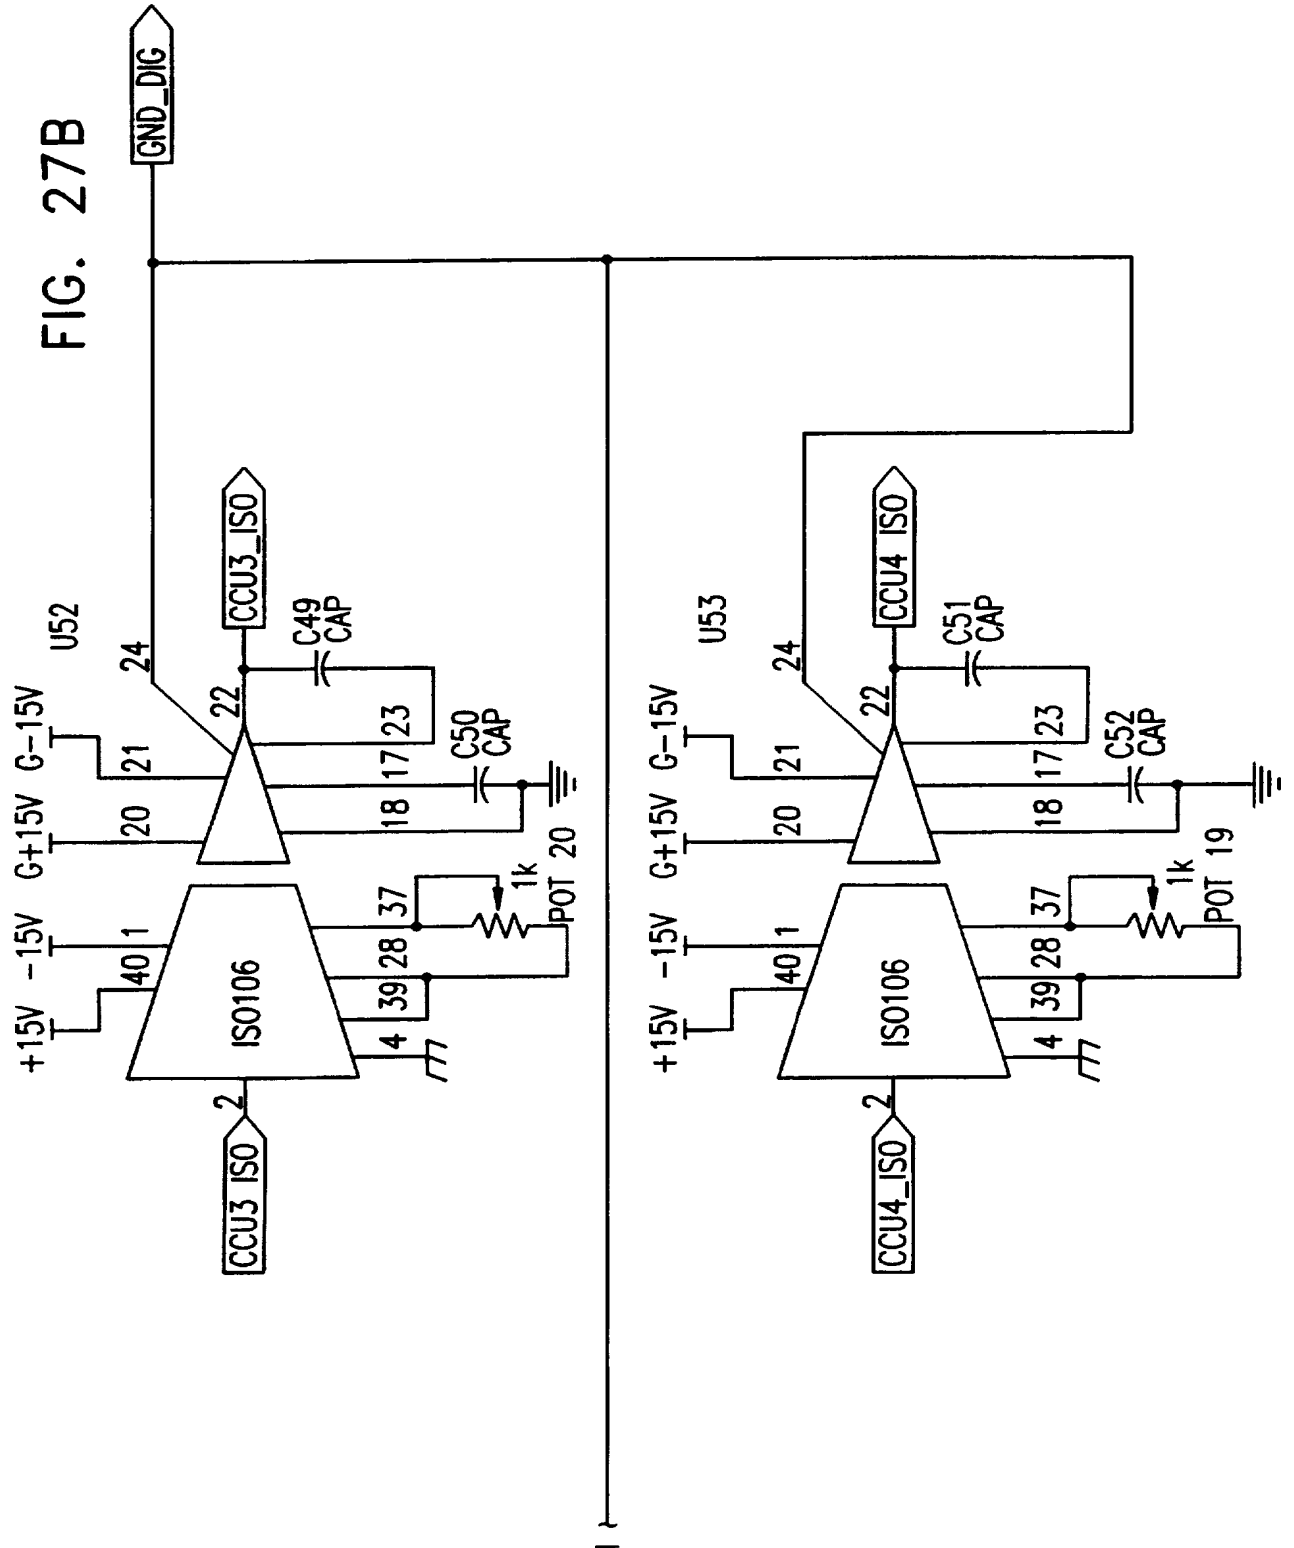 FIG. 27B
GND_DIG
+15V
-15V
G+15V
G-15V
U52
40
1
20
21
24
CCU3 ISO
2
ISO106
22
CCU3_ISO
4
39
28
37
18
17
23
C49
CAP
C50
CAP
1k
POT 20
+15V
-15V
G+15V
G-15V
U53
40
1
20
21
24
CCU4_ISO
2
ISO106
22
CCU4 ISO
4
39
28
37
18
17
23
C51
CAP
C52
CAP
1k
POT 19